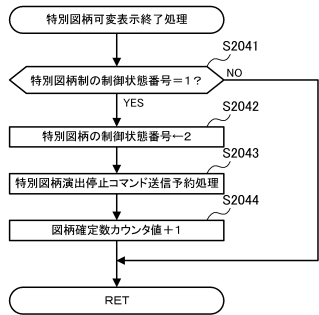 特別図柄可変表示終了処理
S2041
特別図柄制の制御状態番号＝1？
NO
YES
S2042
特別図柄の制御状態番号←2
S2043
特別図柄演出停止コマンド送信予約処理
S2044
図柄確定数カウンタ値＋1
RET